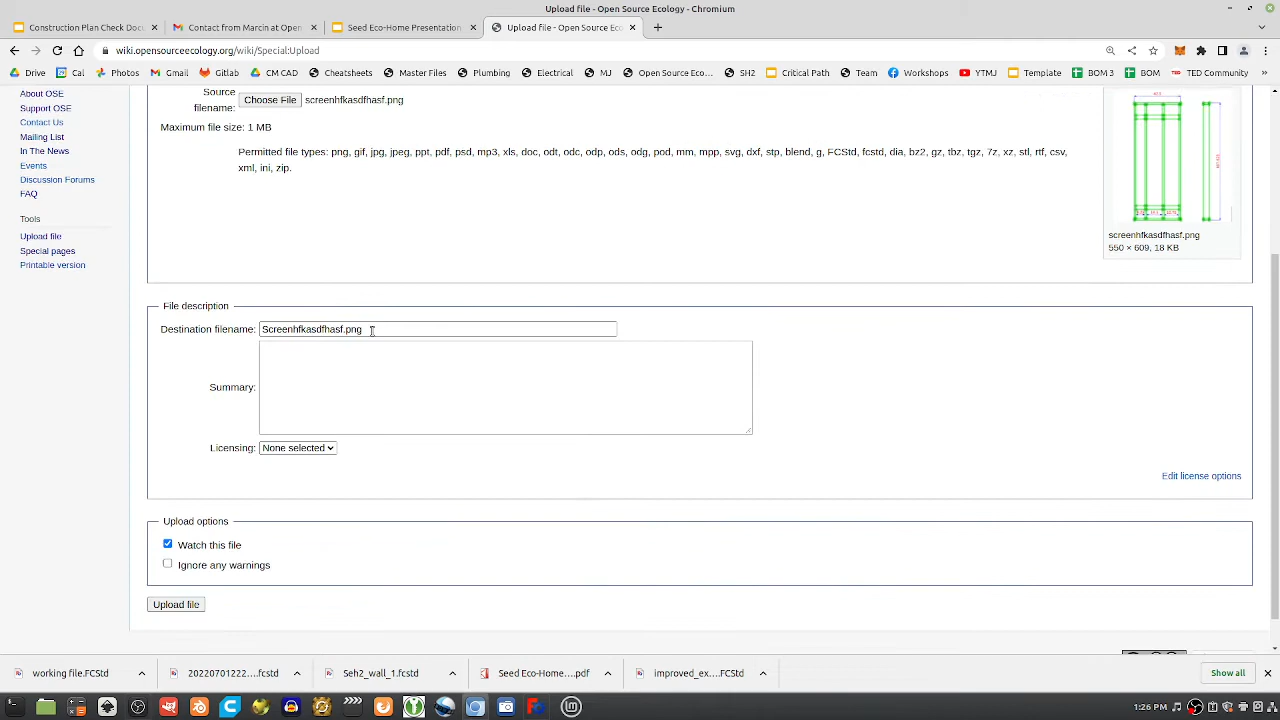 Upload file - Open Source Ecology - Chromium
Construction Plan Check Doc
Contact from Marcin at Open
Seed Eco-Home Presentation
Upload file - Open Source Eco
wiki.opensourceecology.org/wiki/Special:Upload
Drive Cal Photos Gmail Gitlab CM CAD Cheatsheets MasterFiles Plumbing Electrical MJ Open Source Eco... SH2 Critical Path Team Workshops YTMJ Template BOM 3 BOM TED Community »
About OSE
Support OSE
Contact Us
Mailing List
In The News
Events
Discussion Forums
FAQ
Tools
Upload file
Special pages
Printable version
Source filename: Choose File screenhfkasdfhasf.png
Maximum file size: 1 MB
Permitted file types: png, gif, jpg, jpeg, ppt, pdf, psd, mp3, xls, doc, odt, odc, odp, ods, odg, pod, mm, mpp, svg, dxf, stp, blend, g, FCStd, fcstd, dia, bz2, gz, tbz, tgz, 7z, xz, stl, rtf, csv,
xml, ini, zip.
screenhfkasdfhasf.png
550 × 609, 18 KB
File description
Destination filename: Screenhfkasdfhasf.png
Summary:
Licensing: None selected
Edit license options
Upload options
Watch this file
Ignore any warnings
Upload file
working file.FCStd
20220701222....fcstd
Seh2_wall_1.fcstd
Seed Eco-Home....pdf
improved_ex....FCStd
Show all
1:26 PM